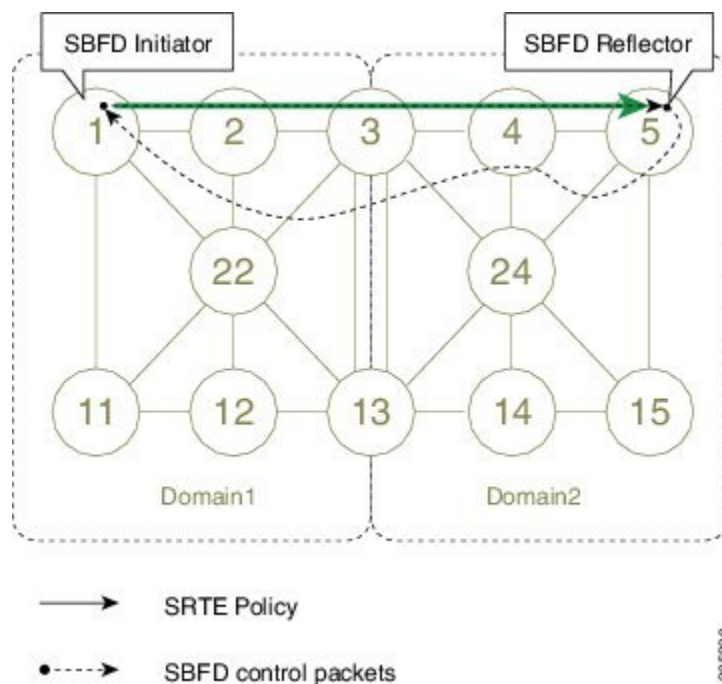 SBFD Initiator
SBFD Reflector
1 2 3 4 5
22 24
11 12 13 14 15
Domain1 Domain2
SRTE Policy
SBFD control packets